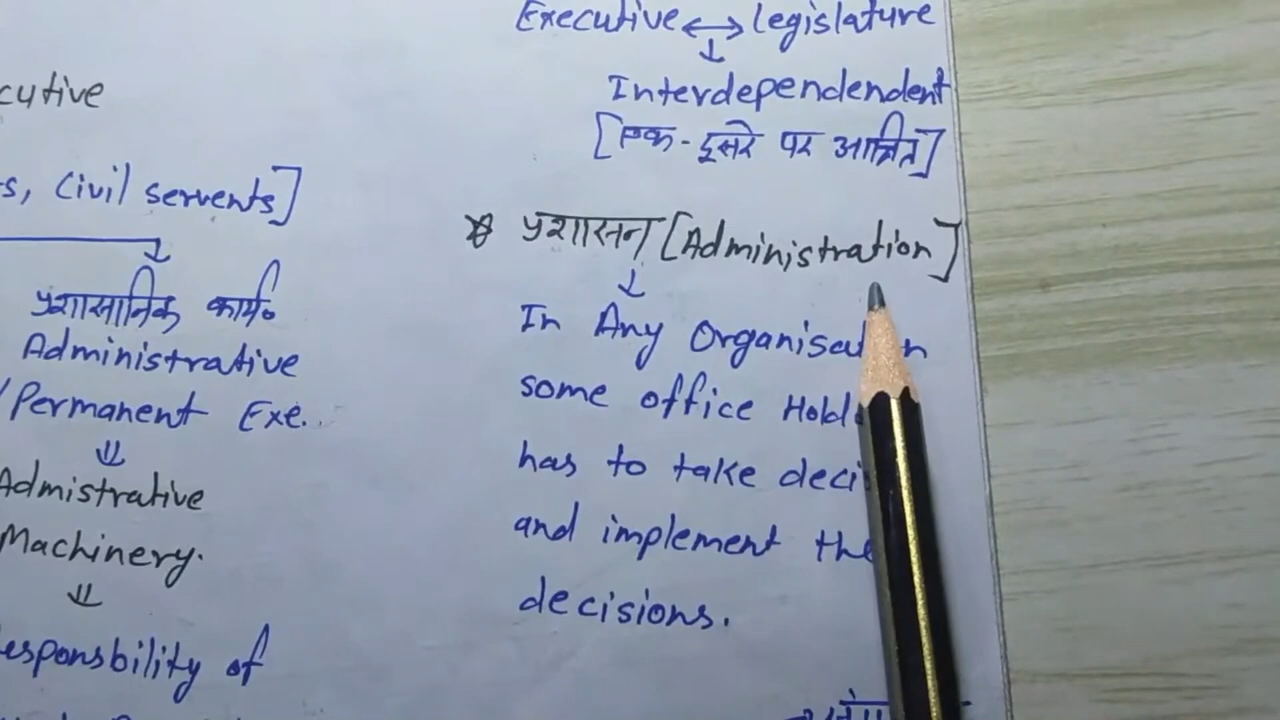 Executive ↔ Legislature
↓
Interdependendent
[एक-दूसरे पर आश्रित]
cutive
s, Civil servents]
प्रशासानिक कार्य॰
Administrative
/Permanent Exe..
⇓
Admistrative
Machinery.
⇓
esponsbility of
* प्रशासन [Administration]
↓
In Any Organisa n
some office Hold
has to take deci
and implement the
decisions.